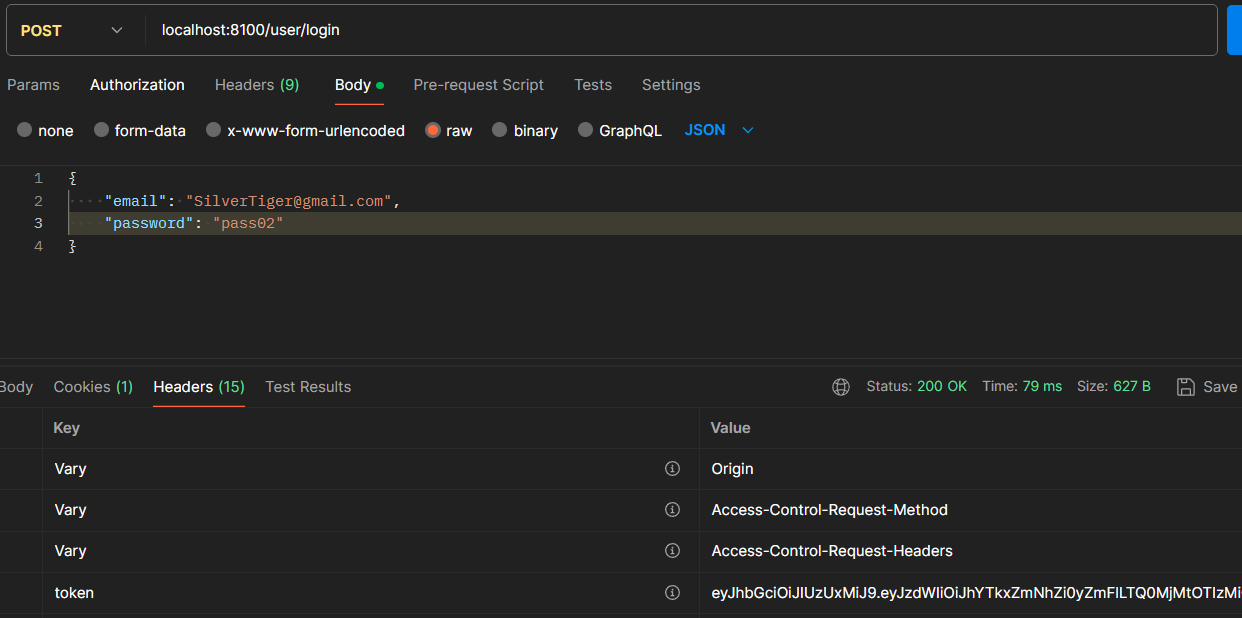 POST localhost:8100/user/login
Params Authorization Headers (9) Body Pre-request Script Tests Settings
none form-data x-www-form-urlencoded raw binary GraphQL JSON
1 {
2 "email": "SilverTiger@gmail.com",
3 "password": "pass02"
4 }
Body Cookies (1) Headers (15) Test Results Status: 200 OK Time: 79 ms Size: 627 B Save
Key Value
Vary Origin
Vary Access-Control-Request-Method
Vary Access-Control-Request-Headers
token eyJhbGciOiJIUzUxMiJ9.eyJzdWIiOiJhYTkxZmNhZi0yZmFlLTQ0MjMtOTIzMi